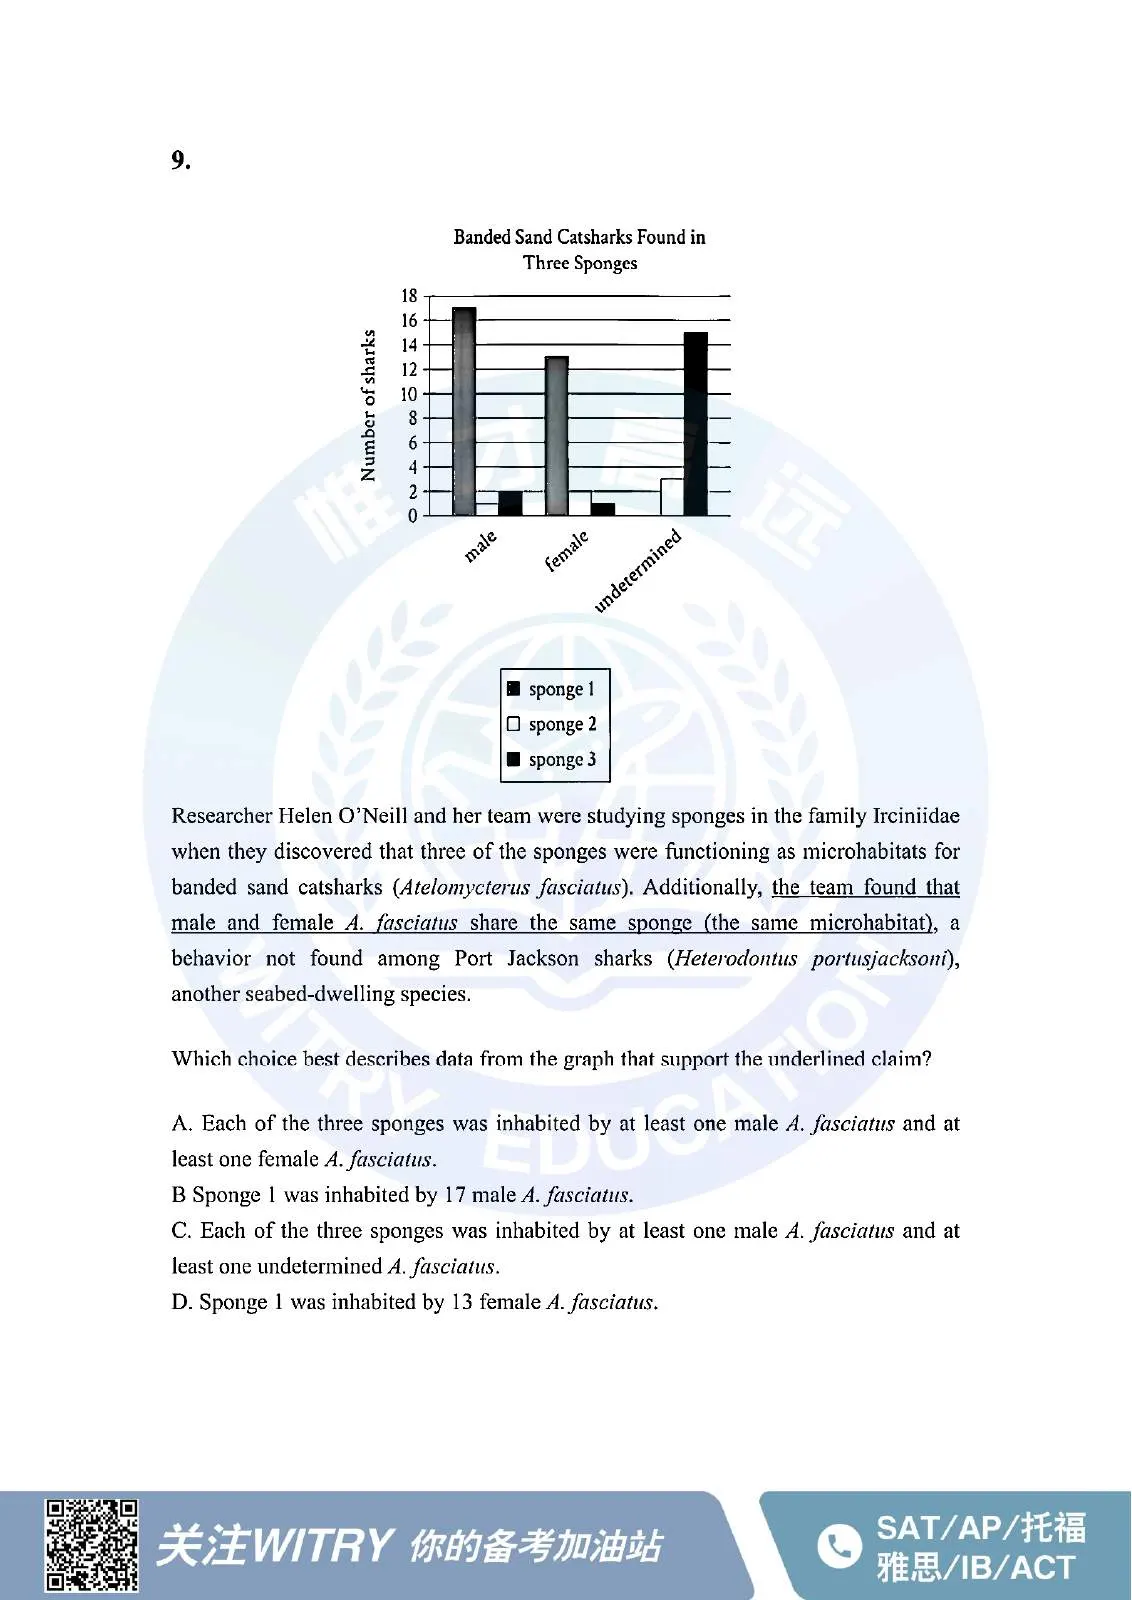 9.
Banded Sand Catsharks Found in
Three Sponges
Number of sharks
18
16
14
12
10
8
6
4
2
0
male
female
undetermined
sponge 1
sponge 2
sponge 3
Researcher Helen O’Neill and her team were studying sponges in the family Irciniidae
when they discovered that three of the sponges were functioning as microhabitats for
banded sand catsharks (Atelomycterus fasciatus). Additionally, the team found that
male and female A. fasciatus share the same sponge (the same microhabitat), a
behavior not found among Port Jackson sharks (Heterodontus portusjacksoni),
another seabed-dwelling species.
Which choice best describes data from the graph that support the underlined claim?
A. Each of the three sponges was inhabited by at least one male A. fasciatus and at
least one female A. fasciatus.
B Sponge 1 was inhabited by 17 male A. fasciatus.
C. Each of the three sponges was inhabited by at least one male A. fasciatus and at
least one undetermined A. fasciatus.
D. Sponge 1 was inhabited by 13 female A. fasciatus.
惟才高远
WITRY EDUCATION
关注WITRY 你的备考加油站
SAT/AP/托福
雅思/IB/ACT